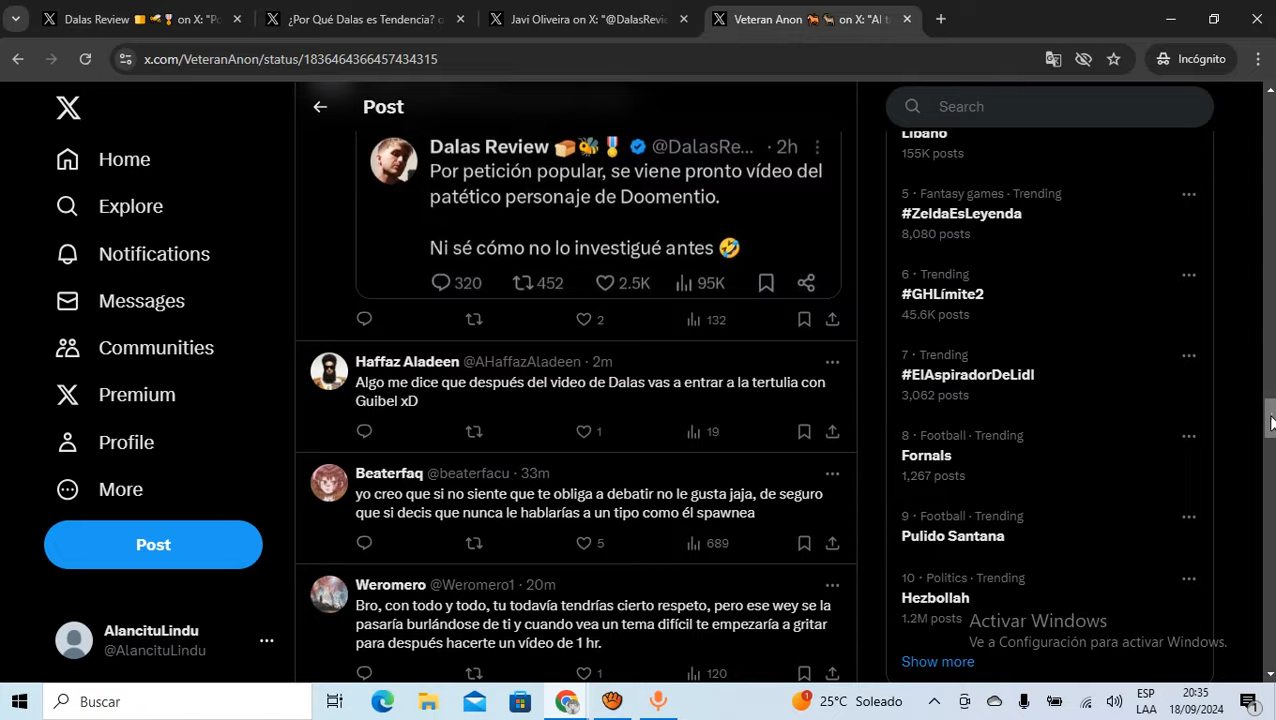 Dalas Review
on X: "Pc
¿Por Qué Dalas es Tendencia?
Javi Oliveira on X: "@DalasRevie
Veteran Anon
on X: "Al t
x.com/VeteranAnon/status/1836464366457434315
Incógnito
Home
Explore
Notifications
Messages
Communities
Premium
Profile
More
Post
AlancituLindu
@AlancituLindu
Post
Dalas Review 🍞🐝🎖️ @DalasRe... · 2h
Por petición popular, se viene pronto vídeo del
patético personaje de Doomentio.
Ni sé cómo no lo investigué antes 🤣
320 452 2.5K 95K
2 132
Haffaz Aladeen @AHaffazAladeen · 2m
Algo me dice que después del video de Dalas vas a entrar a la tertulia con
Guibel xD
1 19
Beaterfaq @beaterfacu · 33m
yo creo que si no siente que te obliga a debatir no le gusta jaja, de seguro
que si decis que nunca le hablarías a un tipo como él spawnea
5 689
Weromero @Weromero1 · 20m
Bro, con todo y todo, tu todavía tendrías cierto respeto, pero ese wey se la
pasaría burlándose de ti y cuando vea un tema difícil te empezaría a gritar
para después hacerte un vídeo de 1 hr.
1 120
Search
Líbano
155K posts
5 · Fantasy games · Trending
#ZeldaEsLeyenda
8,080 posts
6 · Trending
#GHLímite2
45.6K posts
7 · Trending
#ElAspiradorDeLidl
3,062 posts
8 · Football · Trending
Fornals
1,267 posts
9 · Football · Trending
Pulido Santana
10 · Politics · Trending
Hezbollah
1.2M posts
Show more
Activar Windows
Ve a Configuración para activar Windows.
Buscar
1
25°C Soleado
ESP
LAA
20:35
18/09/2024
1